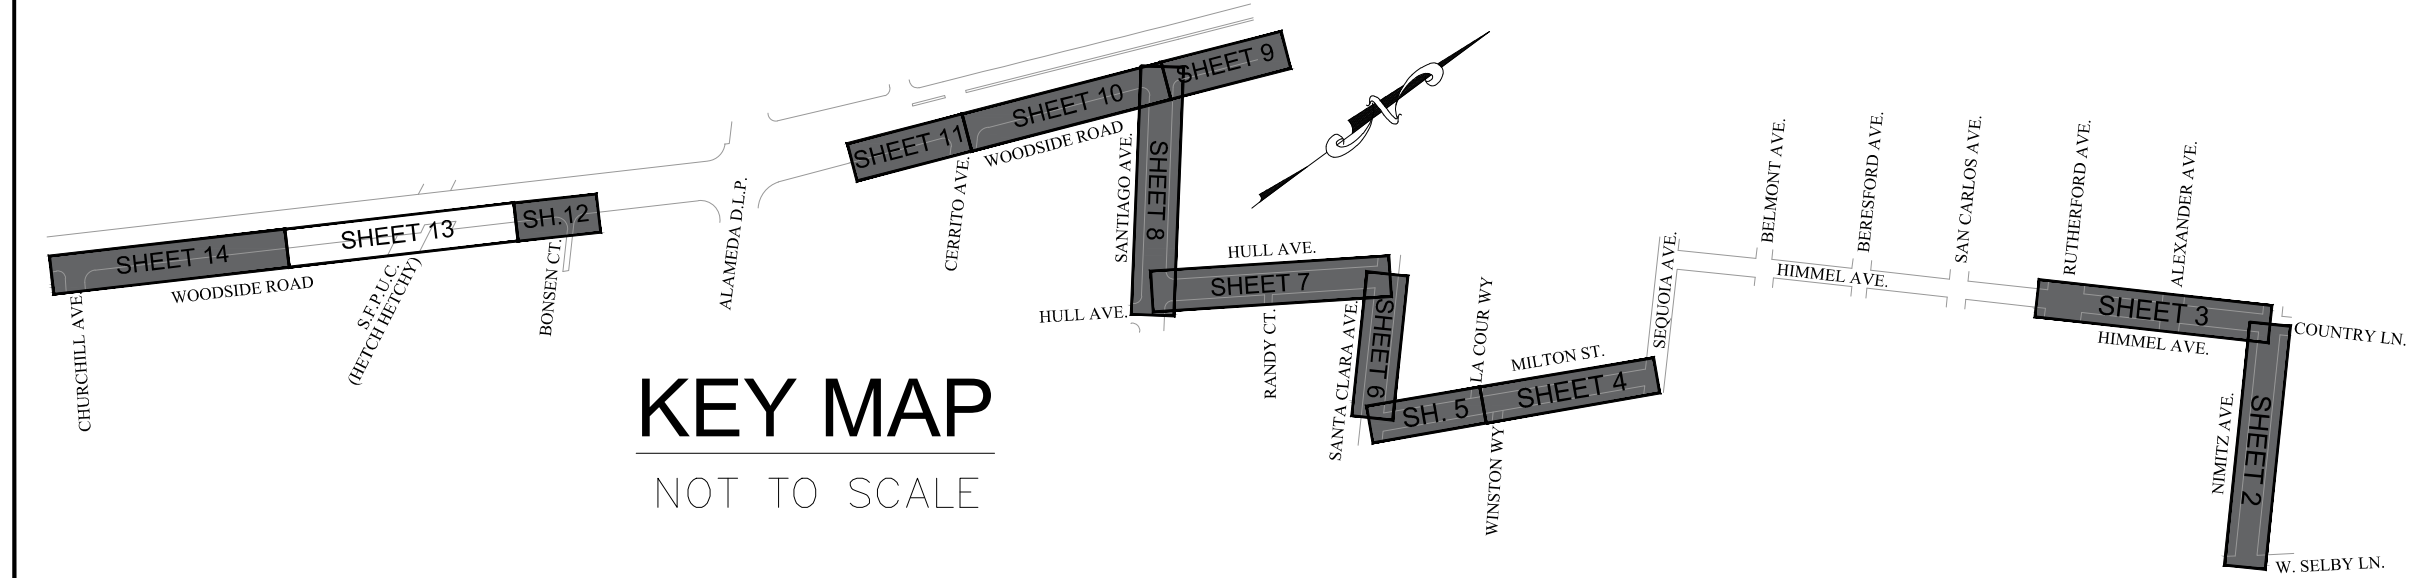 SHEET 14
SHEET 13
SH.12
SHEET 11
SHEET 10
SHEET 9
SHEET 8
SHEET 7
SHEET 6
SH. 5
SHEET 4
SHEET 3
SHEET 2
WOODSIDE ROAD
CHURCHILL AVE.
S.F.P.U.C.
(HETCH HETCHY)
BONSEN CT.
ALAMEDA D.L.P.
CERRITO AVE.
WOODSIDE ROAD
SANTIAGO AVE.
HULL AVE.
HULL AVE.
RANDY CT.
SANTA CLARA AVE.
LA COUR WY
WINSTON WY
MILTON ST.
SEQUOIA AVE.
BELMONT AVE.
BERESFORD AVE.
SAN CARLOS AVE.
RUTHERFORD AVE.
ALEXANDER AVE.
HIMMEL AVE.
HIMMEL AVE.
COUNTRY LN.
NIMITZ AVE.
W. SELBY LN.
KEY MAP
NOT TO SCALE